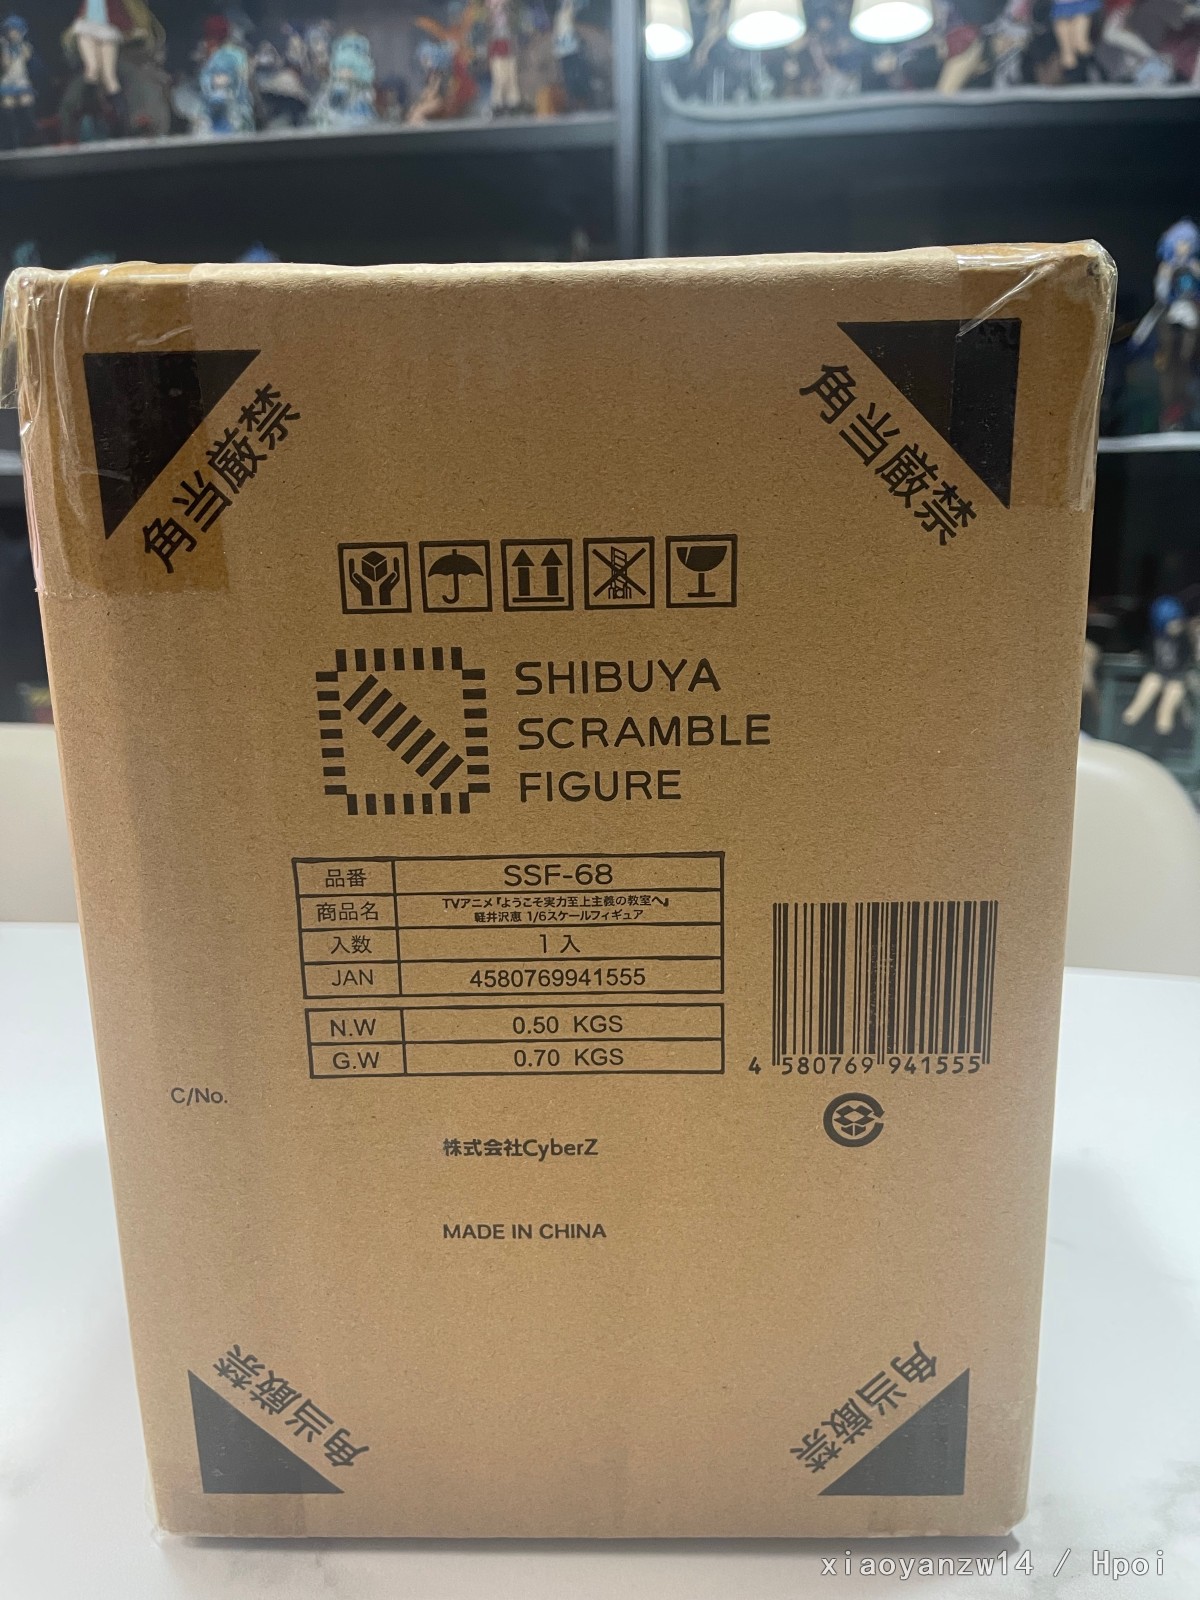 角当厳禁
角当厳禁
SHIBUYA
SCRAMBLE
FIGURE
品番 SSF-68
商品名 TVアニメ『ようこそ実力至上主義の教室へ』
軽井沢恵 1/6スケールフィギュア
入数 1入
JAN 4580769941555
N.W 0.50 KGS
G.W 0.70 KGS
4 580769 941555
C/No.
株式会社CyberZ
MADE IN CHINA
角当厳禁
角当厳禁
xiaoyanzw14 / Hpoi